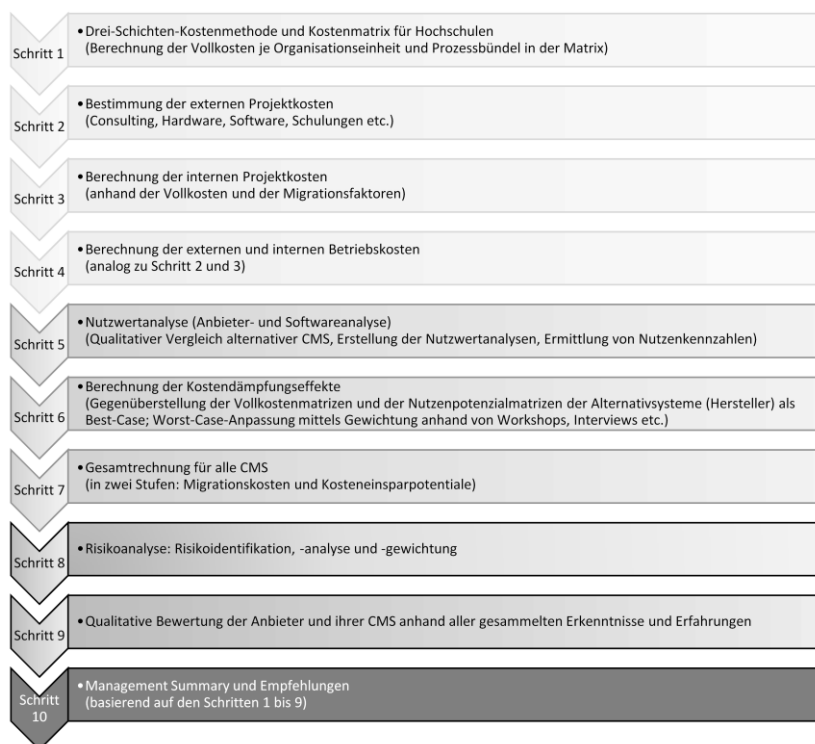 Schritt 1
• Drei-Schichten-Kostenmethode und Kostenmatrix für Hochschulen
(Berechnung der Vollkosten je Organisationseinheit und Prozessbündel in der Matrix)
Schritt 2
• Bestimmung der externen Projektkosten
(Consulting, Hardware, Software, Schulungen etc.)
Schritt 3
• Berechnung der internen Projektkosten
(anhand der Vollkosten und der Migrationsfaktoren)
Schritt 4
• Berechnung der externen und internen Betriebskosten
(analog zu Schritt 2 und 3)
Schritt 5
• Nutzwertanalyse (Anbieter- und Softwareanalyse)
(Qualitativer Vergleich alternativer CMS, Erstellung der Nutzwertanalysen, Ermittlung von Nutzenkennzahlen)
Schritt 6
• Berechnung der Kostendämpfungseffekte
(Gegenüberstellung der Vollkostenmatrizen und der Nutzenpotenzialmatrizen der Alternativsysteme (Hersteller) als
Best-Case; Worst-Case-Anpassung mittels Gewichtung anhand von Workshops, Interviews etc.)
Schritt 7
• Gesamtrechnung für alle CMS
(in zwei Stufen: Migrationskosten und Kosteneinsparpotentiale)
Schritt 8
• Risikoanalyse: Risikoidentifikation, -analyse und -gewichtung
Schritt 9
• Qualitative Bewertung der Anbieter und ihrer CMS anhand aller gesammelten Erkenntnisse und Erfahrungen
Schritt
10
• Management Summary und Empfehlungen
(basierend auf den Schritten 1 bis 9)